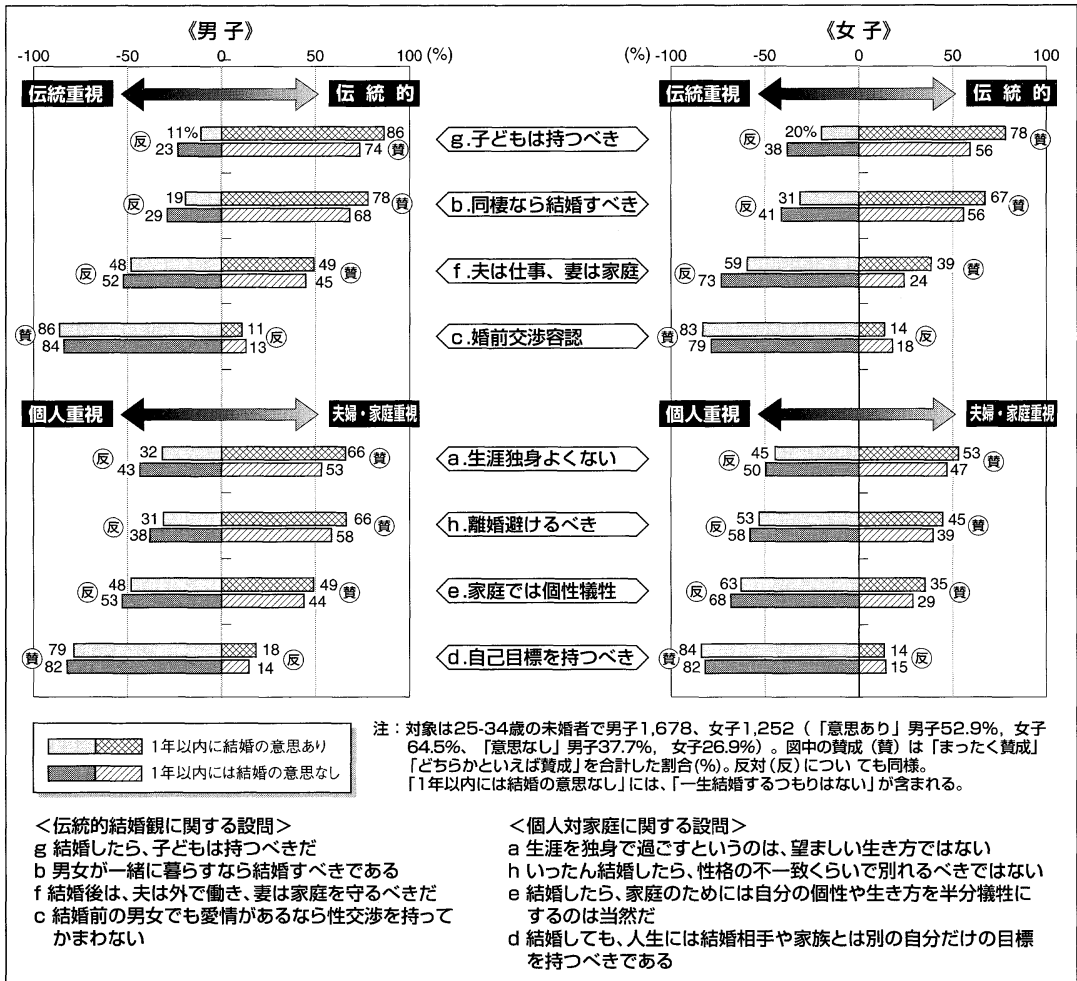 《男 子》
-100 -50 0. 50 100 (%)
伝統重視 伝 統 的
反 11% 86
23 74 賛
反 19 78 賛
29 68
反 48 49 賛
52 45
賛 86 11 反
84 13
個人重視 夫婦・家庭重視
反 32 66 賛
43 53
反 31 66 賛
38 58
反 48 49 賛
53 44
賛 79 18 反
82 14
g.子どもは持つべき
b.同棲なら結婚すべき
f.夫は仕事、妻は家庭
c.婚前交渉容認
a.生涯独身よくない
h.離婚避けるべき
e.家庭では個性犠牲
d.自己目標を持つべき
《女 子》
(%) -100 -50 0 50 100
伝統重視 伝 統 的
反 20% 78 賛
38 56
反 31 67 賛
41 56
反 59 39 賛
73 24
賛 83 14 反
79 18
個人重視 夫婦・家庭重視
反 45 53 賛
50 47
反 53 45 賛
58 39
反 63 35 賛
68 29
賛 84 14 反
82 15
1年以内に結婚の意思あり
1年以内には結婚の意思なし
注：対象は25-34歳の未婚者で男子1,678、女子1,252（「意思あり」男子52.9%, 女子
64.5%、「意思なし」男子37.7%, 女子26.9%）。図中の賛成（賛）は「まったく賛成」
「どちらかといえば賛成」を合計した割合(%)。反対(反)につい ても同様。
「1年以内には結婚の意思なし」には、「一生結婚するつもりはない」が含まれる。
＜伝統的結婚観に関する設問＞
g 結婚したら、子どもは持つべきだ
b 男女が一緒に暮らすなら結婚すべきである
f 結婚後は、夫は外で働き、妻は家庭を守るべきだ
c 結婚前の男女でも愛情があるなら性交渉を持って
かまわない
＜個人対家庭に関する設問＞
a 生涯を独身で過ごすというのは、望ましい生き方ではない
h いったん結婚したら、性格の不一致くらいで別れるべきではない
e 結婚したら、家庭のためには自分の個性や生き方を半分犠牲に
するのは当然だ
d 結婚しても、人生には結婚相手や家族とは別の自分だけの目標
を持つべきである